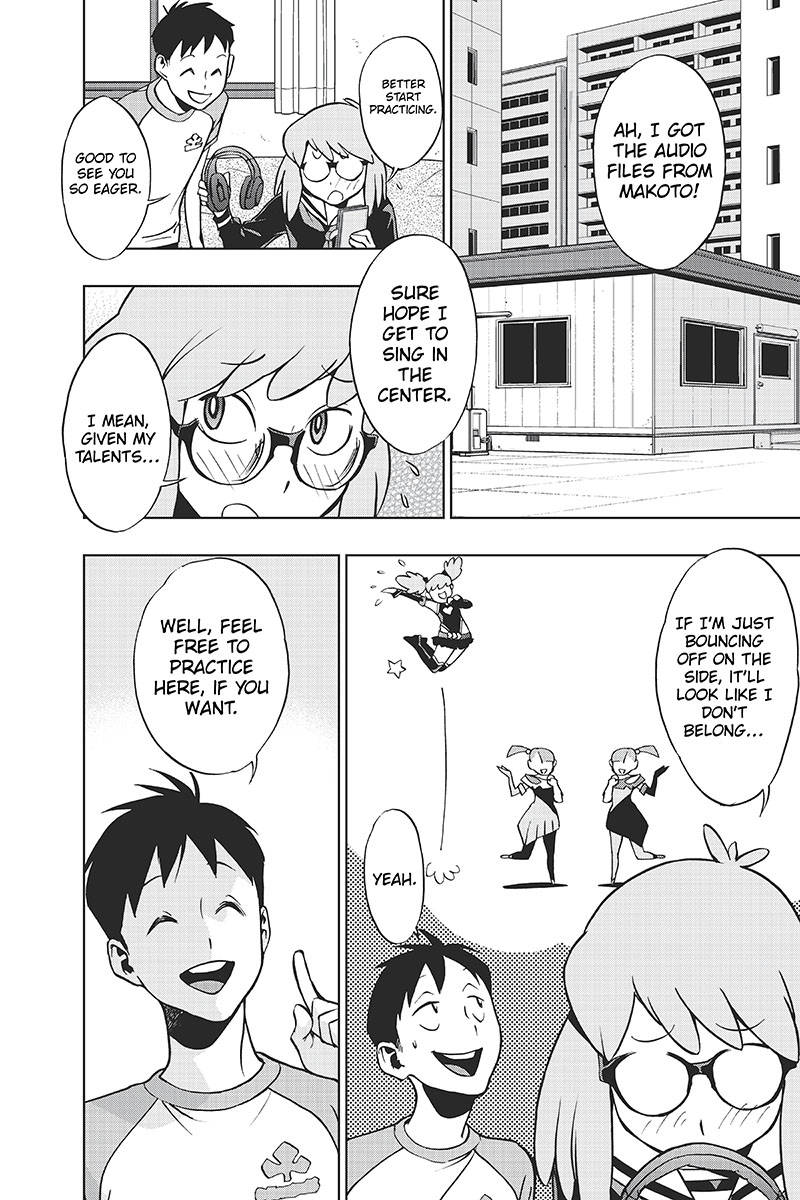 AH, I GOT
THE AUDIO
FILES FROM
MAKOTO!
BETTER
START
PRACTICING.
GOOD TO
SEE YOU
SO EAGER.
SURE
HOPE I
GET TO
SING IN
THE
CENTER.
I MEAN,
GIVEN MY
TALENTS...
IF I'M JUST
BOUNCING
OFF ON THE
SIDE, IT'LL
LOOK LIKE I
DON'T
BELONG...
YEAH.
WELL, FEEL
FREE TO
PRACTICE
HERE, IF YOU
WANT.